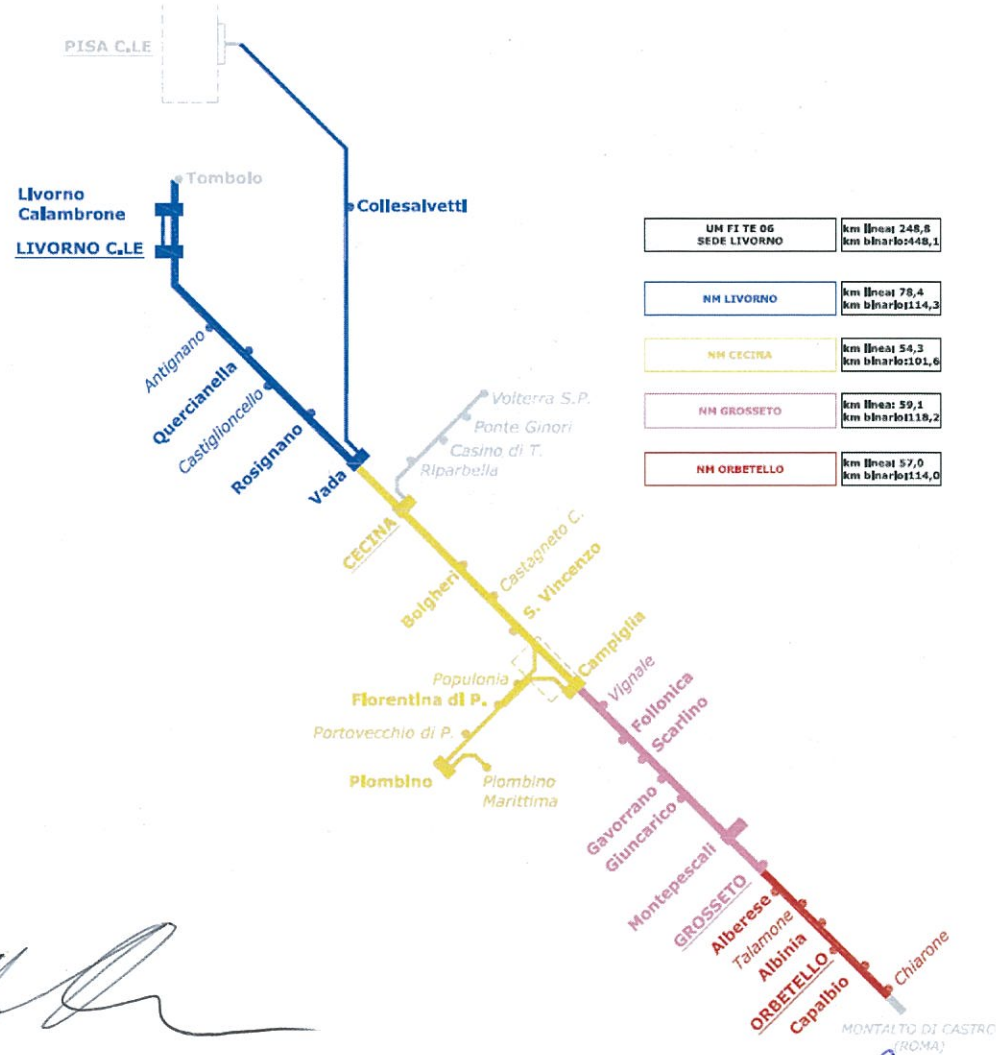 PISA C.LE
Tombolo
Livorno
Calambrone
LIVORNO C.LE
Collesalvetti
UM FI TE 06
SEDE LIVORNO
km linea: 248,8
km binario:448,1
NM LIVORNO
km linea: 78,4
km binario:114,3
NM CECINA
km linea: 54,3
km binario:101,6
NM GROSSETO
km linea: 59,1
km binario:118,2
NM ORBETELLO
km linea: 57,0
km binario:114,0
Antignano
Quercianella
Castiglioncello
Rosignano
Vada
Volterra S.P.
Ponte Ginori
Casino di T.
Riparbella
CECINA
Bolgheri
Castagneto C.
S. Vincenzo
Campiglia
Populonia
Fiorentina di P.
Portovecchio di P.
Piombino
Piombino
Marittima
Vignale
Follonica
Scarlino
Gavorrano
Giuncarico
Montepescali
GROSSETO
Alberese
Talamone
Albinia
ORBETELLO
Capalbio
Chiarone
MONTALTO DI CASTRO
(ROMA)